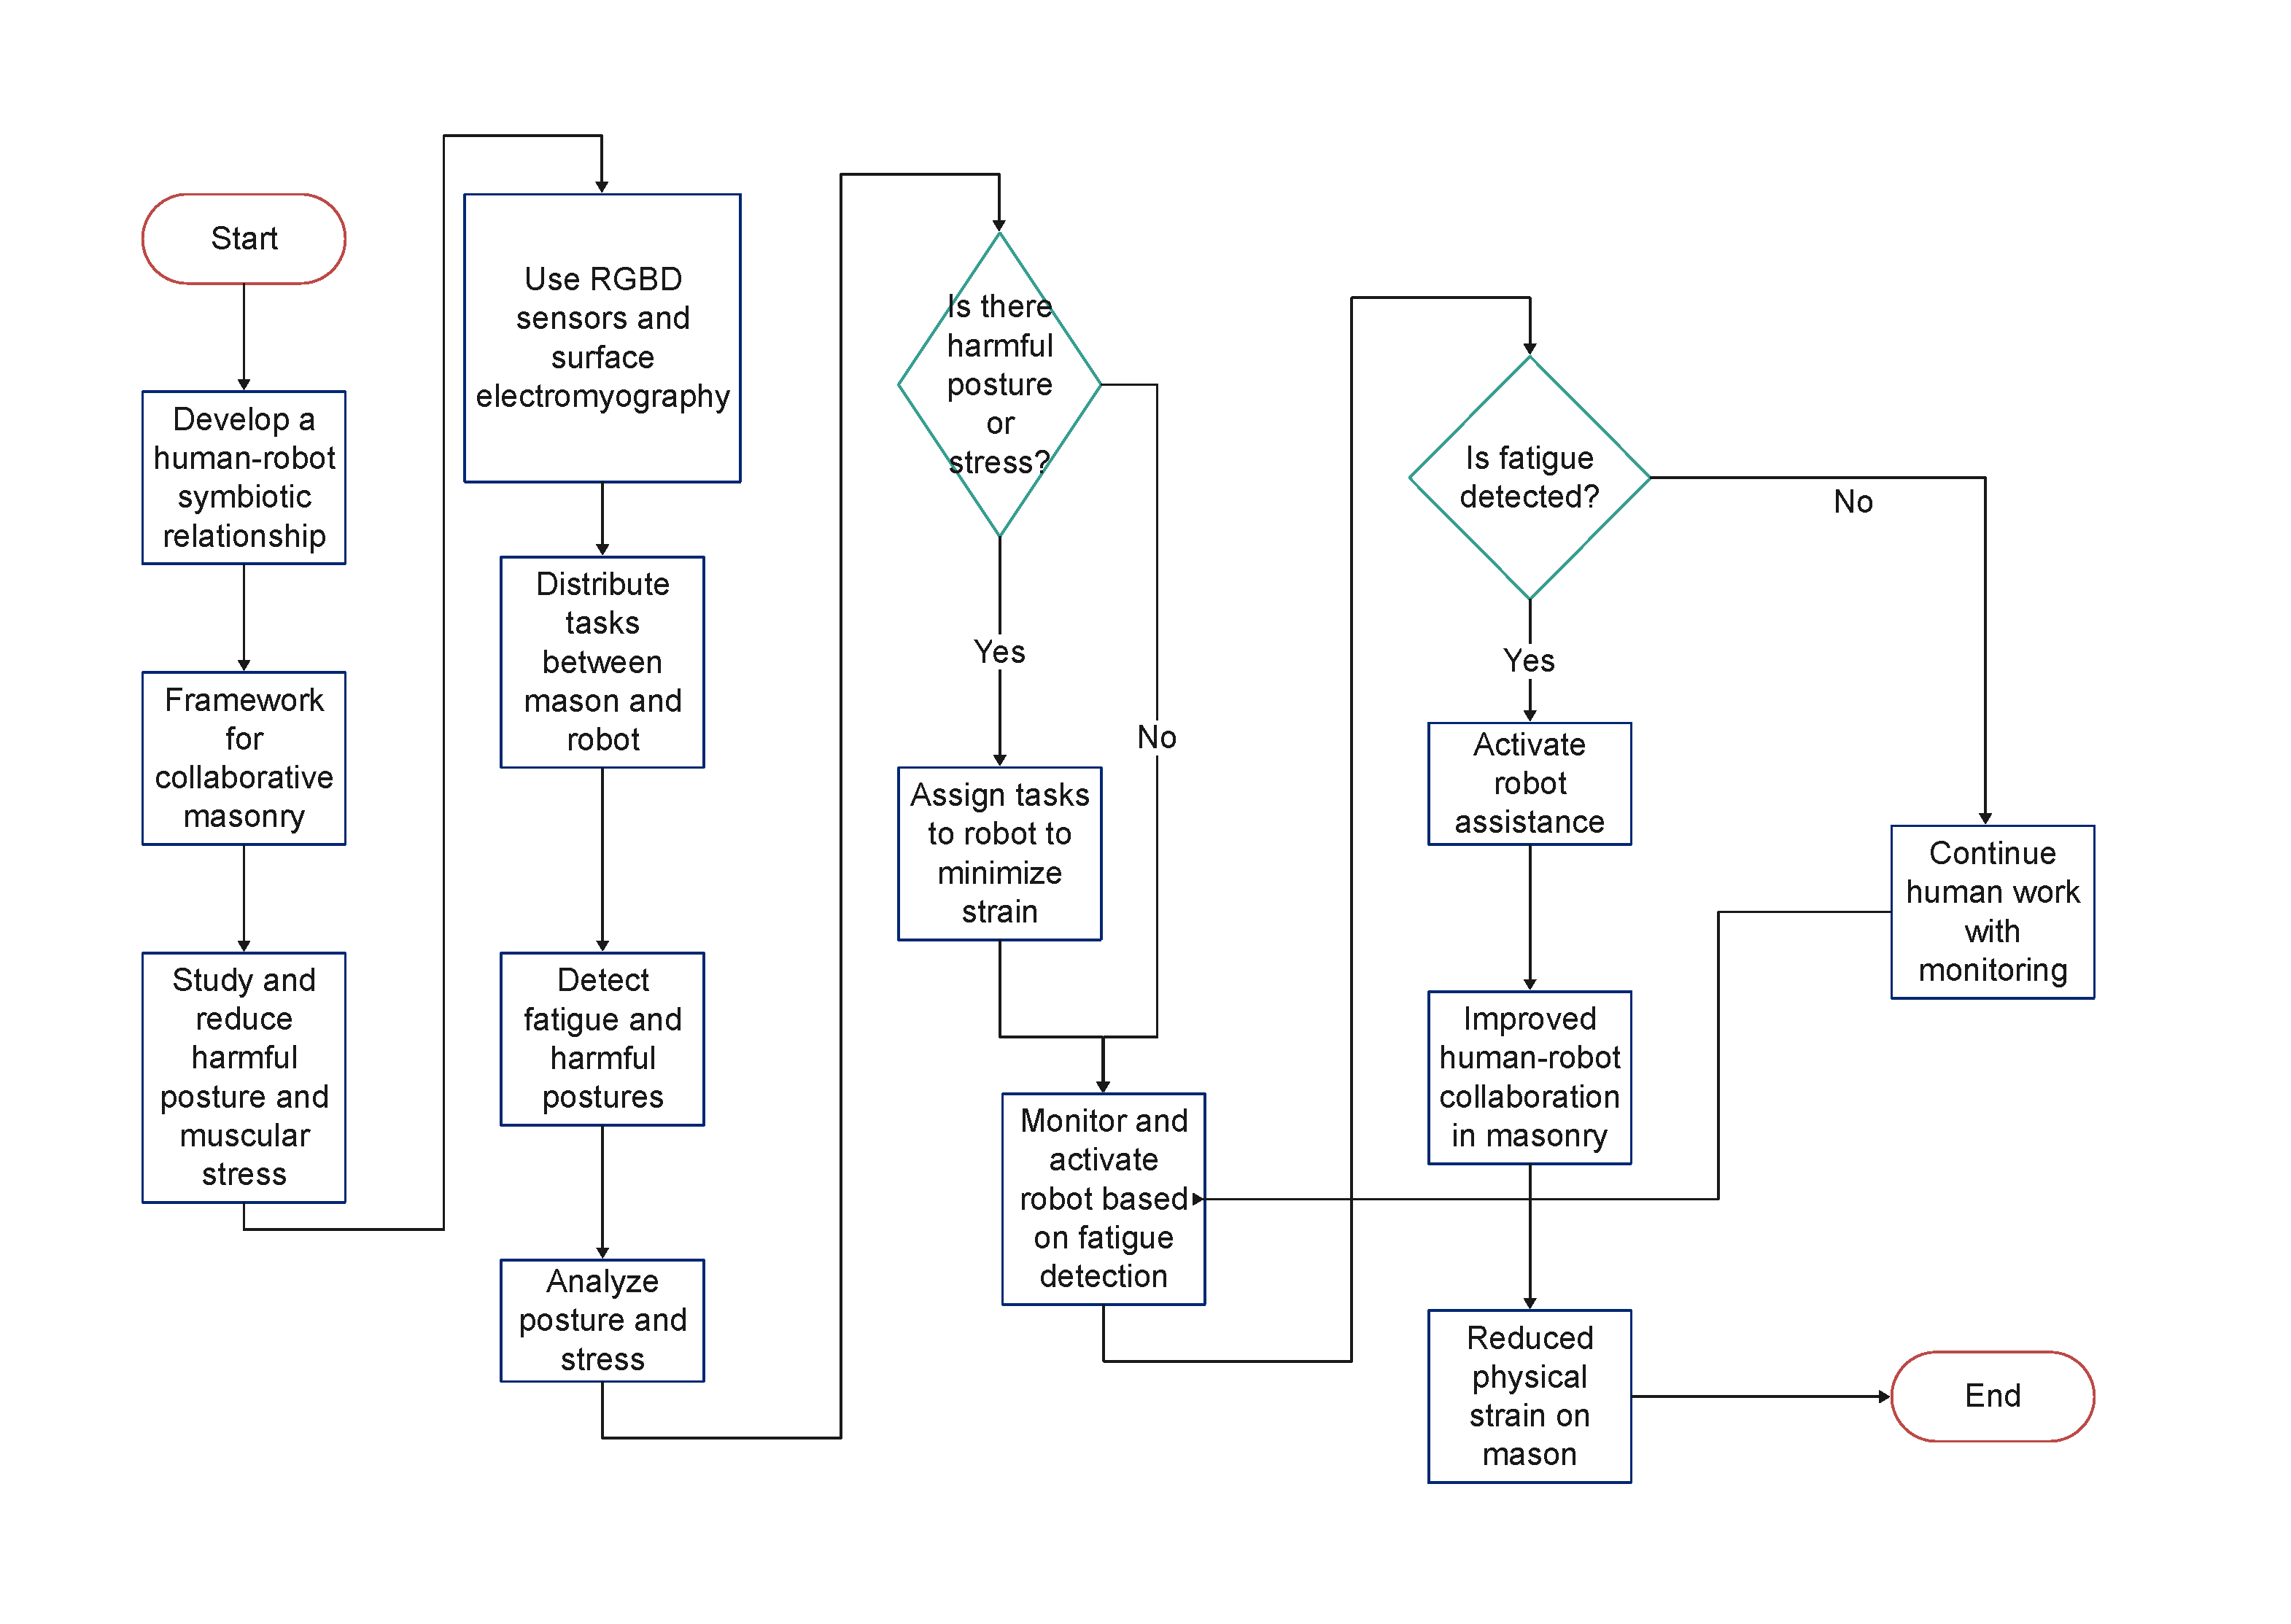 Start
Develop a
human-robot
symbiotic
relationship
Framework
for
collaborative
masonry
Study and
reduce
harmful
posture and
muscular
stress
Use RGBD
sensors and
surface
electromyography
Distribute
tasks
between
mason and
robot
Detect
fatigue and
harmful
postures
Analyze
posture and
stress
Is there
harmful
posture
or
stress?
Yes
No
Assign tasks
to robot to
minimize
strain
Monitor and
activate
robot based
on fatigue
detection
Is fatigue
detected?
No
Yes
Activate
robot
assistance
Continue
human work
with
monitoring
Improved
human-robot
collaboration
in masonry
Reduced
physical
strain on
mason
End